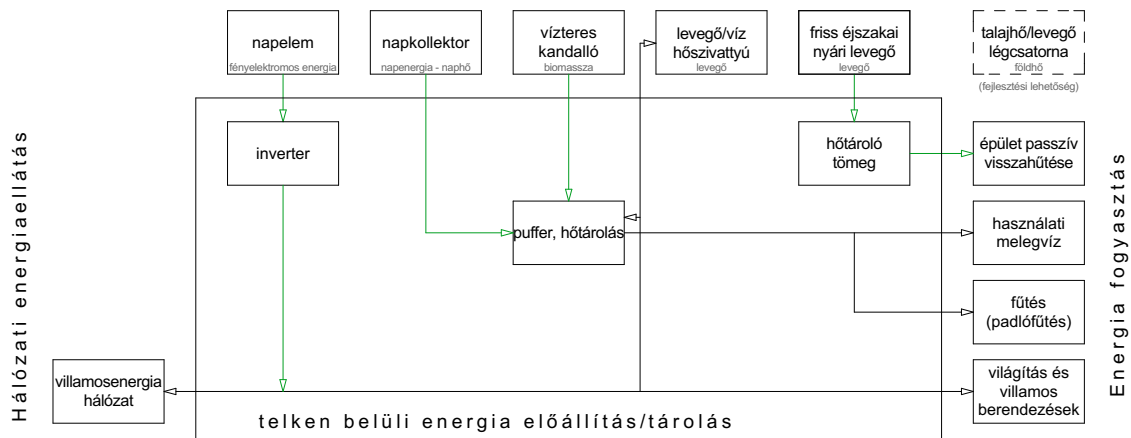 napelem
fényelektromos energia
napkollektor
napenergia - naphő
vízteres
kandalló
biomassza
levegő/víz
hőszivattyú
levegő
friss éjszakai
nyári levegő
levegő
talajhő/levegő
légcsatorna
földhő
(fejlesztési lehetőség)
inverter
hőtároló
tömeg
épület passzív
visszahűtése
puffer, hőtárolás
használati
melegvíz
fűtés
(padlófűtés)
villamosenergia
hálózat
világítás és
villamos
berendezések
telken belüli energia előállítás/tárolás
Hálózati energiaellátás
Energia fogyasztás